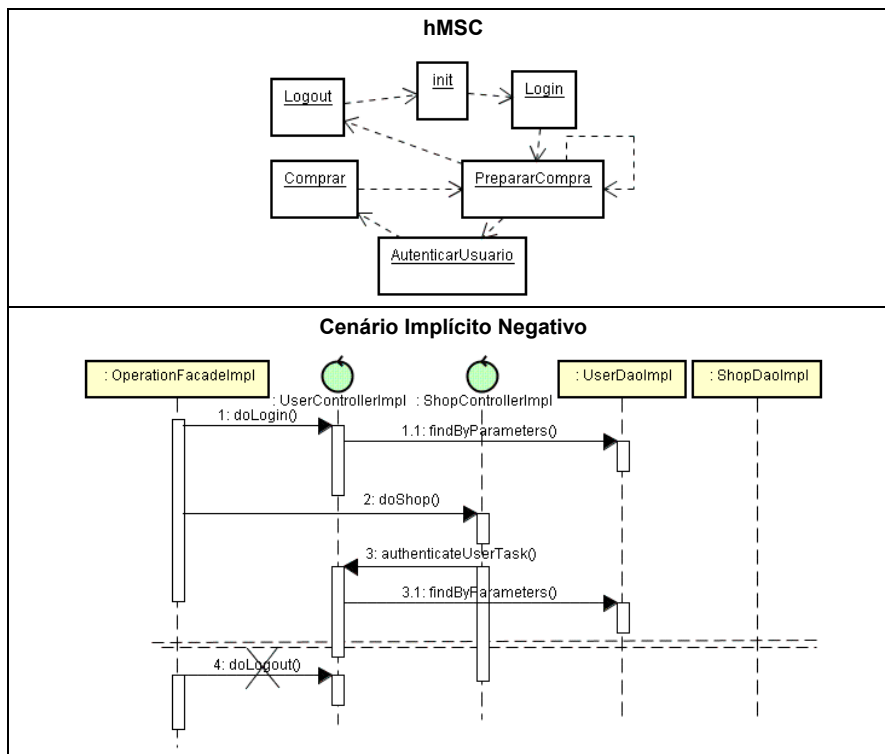 hMSC
init
Logout
Login
Comprar
PrepararCompra
AutenticarUsuario
Cenário Implícito Negativo
: OperationFacadeImpl
: UserControllerImpl
: ShopControllerImpl
: UserDaoImpl
: ShopDaoImpl
1: doLogin()
1.1: findByParameters()
2: doShop()
3: authenticateUserTask()
3.1: findByParameters()
4: doLogout()